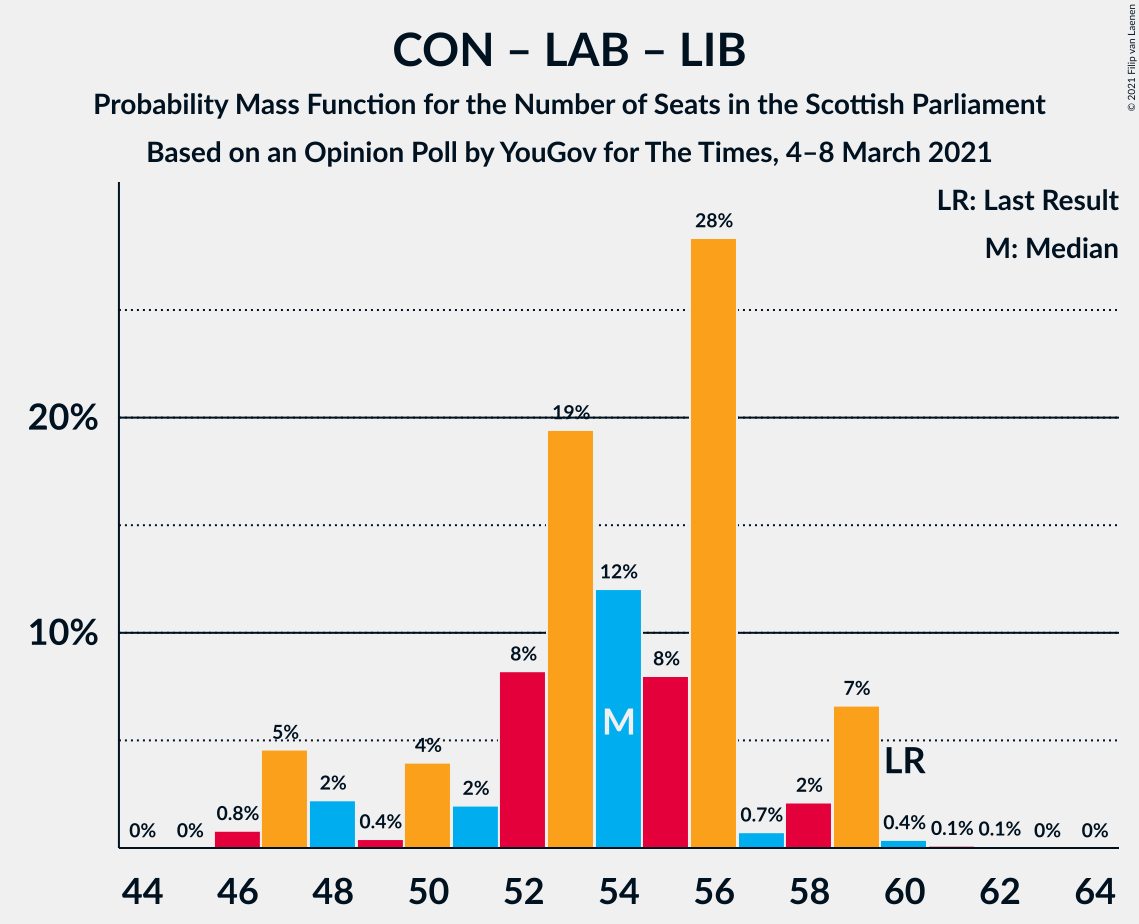 CON – LAB – LIB
Probability Mass Function for the Number of Seats in the Scottish Parliament
Based on an Opinion Poll by YouGov for The Times, 4–8 March 2021
© 2021 Filip van Laenen
LR: Last Result
M: Median
28%
20%
19%
12%
10%
8%
8%
7%
M
5%
4%
LR
2%
2%
2%
0.8%
0.7%
0.4%
0.4%
0.1%
0.1%
0%
0%
0%
0%
44 46 48 50 52 54 56 58 60 62 64